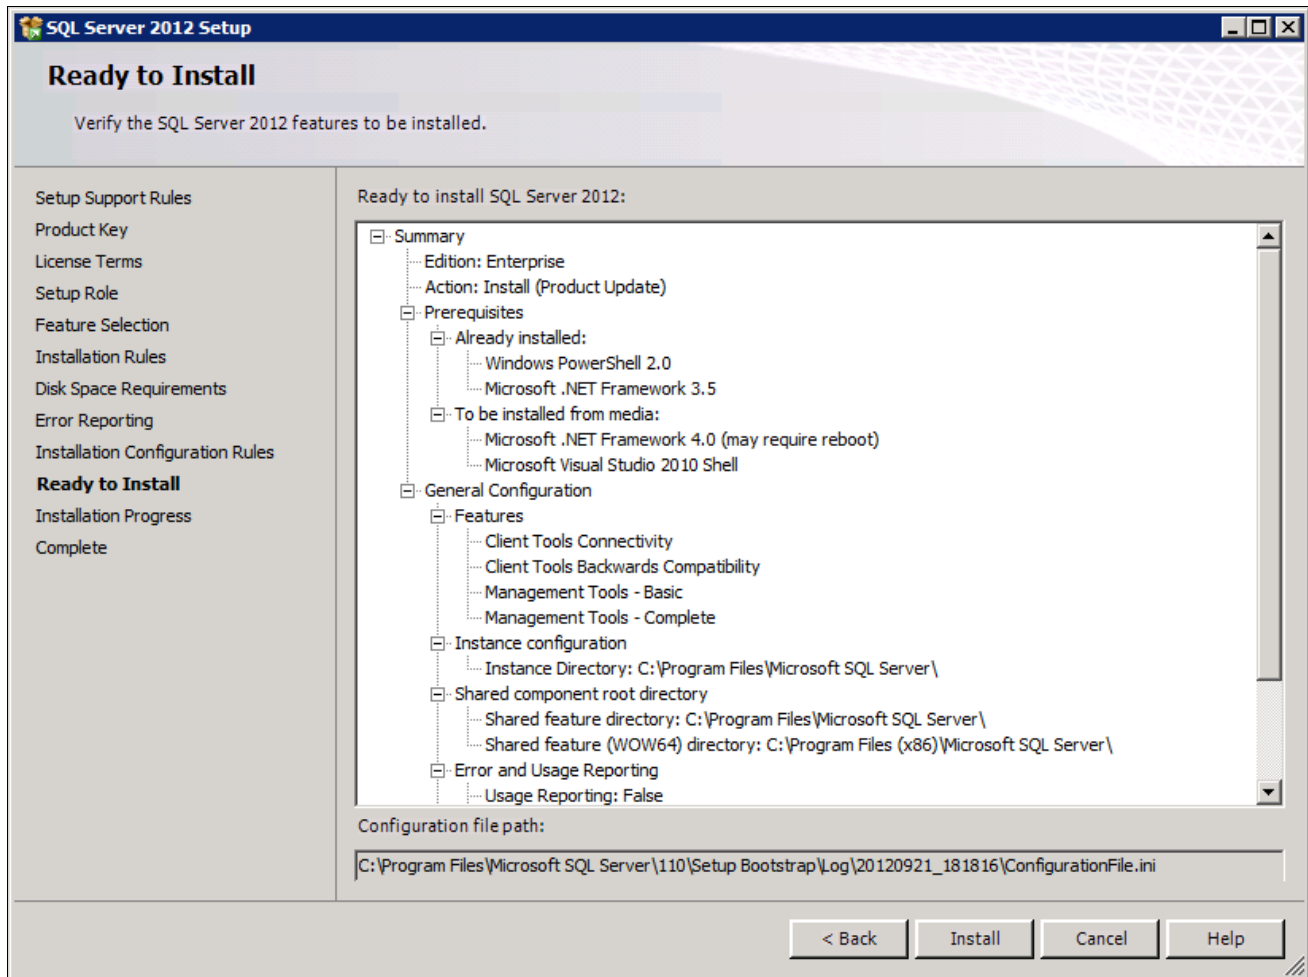 SQL Server 2012 Setup
Ready to Install
Verify the SQL Server 2012 features to be installed.
Setup Support Rules
Product Key
License Terms
Setup Role
Feature Selection
Installation Rules
Disk Space Requirements
Error Reporting
Installation Configuration Rules
Ready to Install
Installation Progress
Complete
Ready to install SQL Server 2012:
Summary
Edition: Enterprise
Action: Install (Product Update)
Prerequisites
Already installed:
Windows PowerShell 2.0
Microsoft .NET Framework 3.5
To be installed from media:
Microsoft .NET Framework 4.0 (may require reboot)
Microsoft Visual Studio 2010 Shell
General Configuration
Features
Client Tools Connectivity
Client Tools Backwards Compatibility
Management Tools - Basic
Management Tools - Complete
Instance configuration
Instance Directory: C:\Program Files\Microsoft SQL Server\
Shared component root directory
Shared feature directory: C:\Program Files\Microsoft SQL Server\
Shared feature (WOW64) directory: C:\Program Files (x86)\Microsoft SQL Server\
Error and Usage Reporting
Usage Reporting: False
Configuration file path:
C:\Program Files\Microsoft SQL Server\110\Setup Bootstrap\Log\20120921_181816\ConfigurationFile.ini
< Back
Install
Cancel
Help